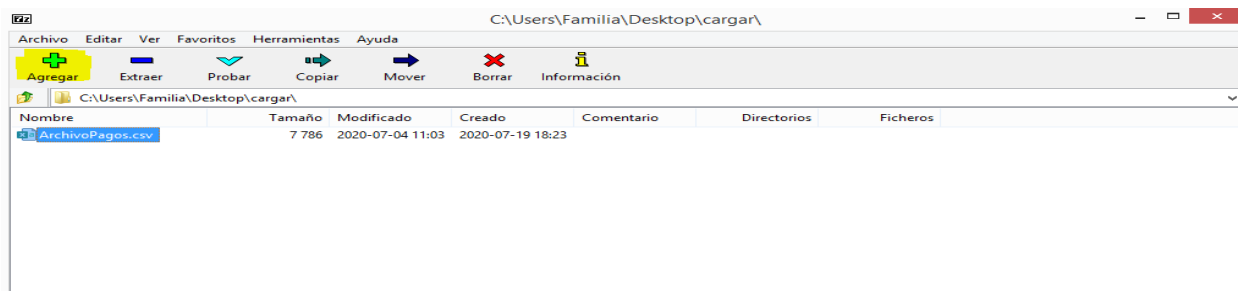 7z C:\Users\Familia\Desktop\cargar\
Archivo Editar Ver Favoritos Herramientas Ayuda
Agregar Extraer Probar Copiar Mover Borrar Información
C:\Users\Familia\Desktop\cargar\
Nombre Tamaño Modificado Creado Comentario Directorios Ficheros
ArchivoPagos.csv 7 786 2020-07-04 11:03 2020-07-19 18:23